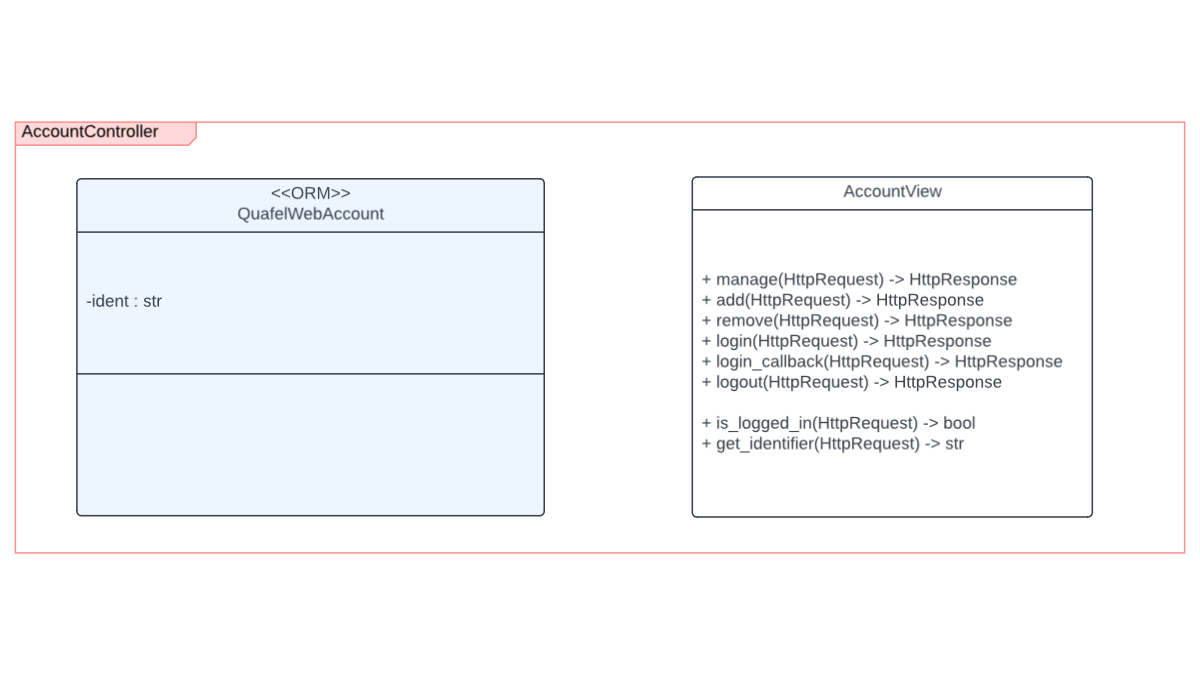 AccountController
<<ORM>>
QuafelWebAccount
-ident : str
AccountView
+ manage(HttpRequest) -> HttpResponse
+ add(HttpRequest) -> HttpResponse
+ remove(HttpRequest) -> HttpResponse
+ login(HttpRequest) -> HttpResponse
+ login_callback(HttpRequest) -> HttpResponse
+ logout(HttpRequest) -> HttpResponse
+ is_logged_in(HttpRequest) -> bool
+ get_identifier(HttpRequest) -> str